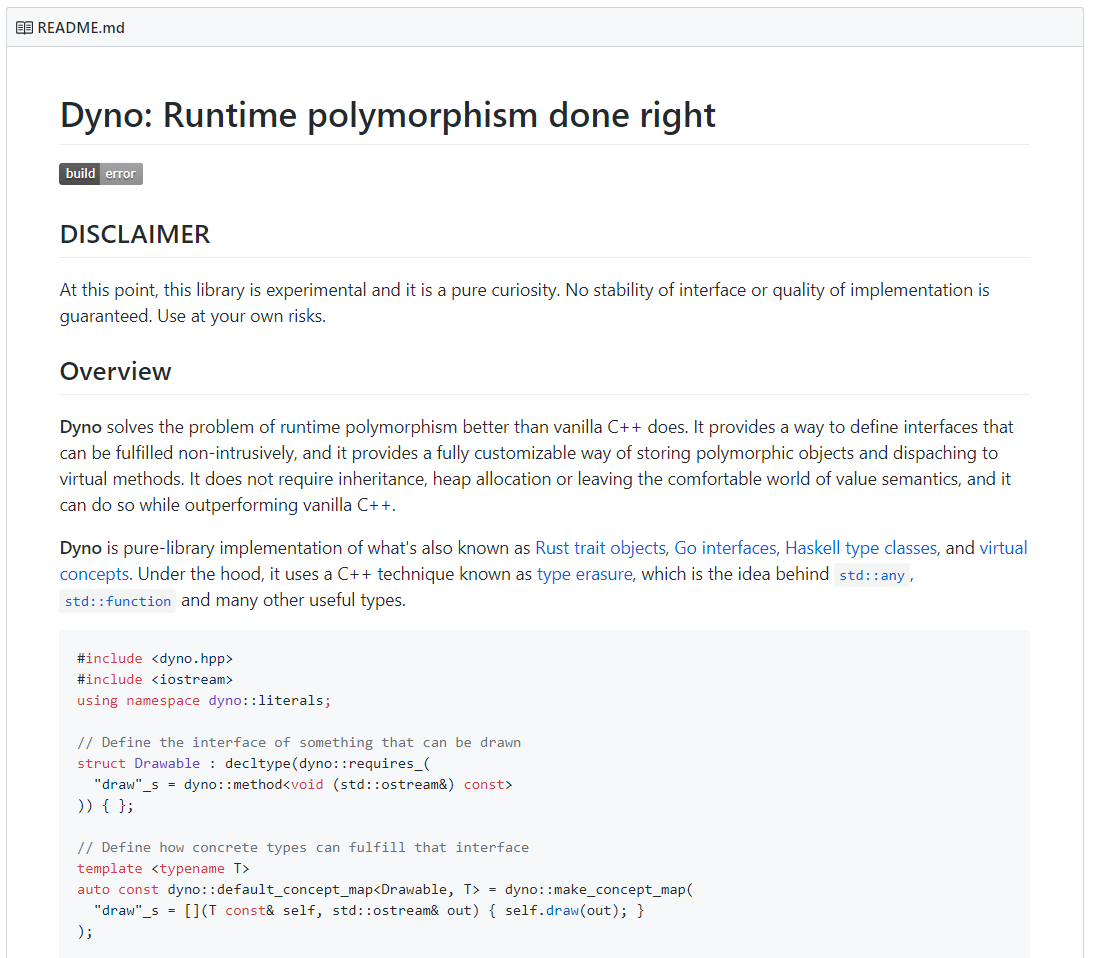 README.md
Dyno: Runtime polymorphism done right
build error
DISCLAIMER
At this point, this library is experimental and it is a pure curiosity. No stability of interface or quality of implementation is
guaranteed. Use at your own risks.
Overview
Dyno solves the problem of runtime polymorphism better than vanilla C++ does. It provides a way to define interfaces that
can be fulfilled non-intrusively, and it provides a fully customizable way of storing polymorphic objects and dispaching to
virtual methods. It does not require inheritance, heap allocation or leaving the comfortable world of value semantics, and it
can do so while outperforming vanilla C++.
Dyno is pure-library implementation of what's also known as Rust trait objects, Go interfaces, Haskell type classes, and virtual
concepts. Under the hood, it uses a C++ technique known as type erasure, which is the idea behind std::any ,
std::function and many other useful types.
#include <dyno.hpp>
#include <iostream>
using namespace dyno::literals;
// Define the interface of something that can be drawn
struct Drawable : decltype(dyno::requires_(
  "draw"_s = dyno::method<void (std::ostream&) const>
)) { };
// Define how concrete types can fulfill that interface
template <typename T>
auto const dyno::default_concept_map<Drawable, T> = dyno::make_concept_map(
  "draw"_s = [](T const& self, std::ostream& out) { self.draw(out); }
);